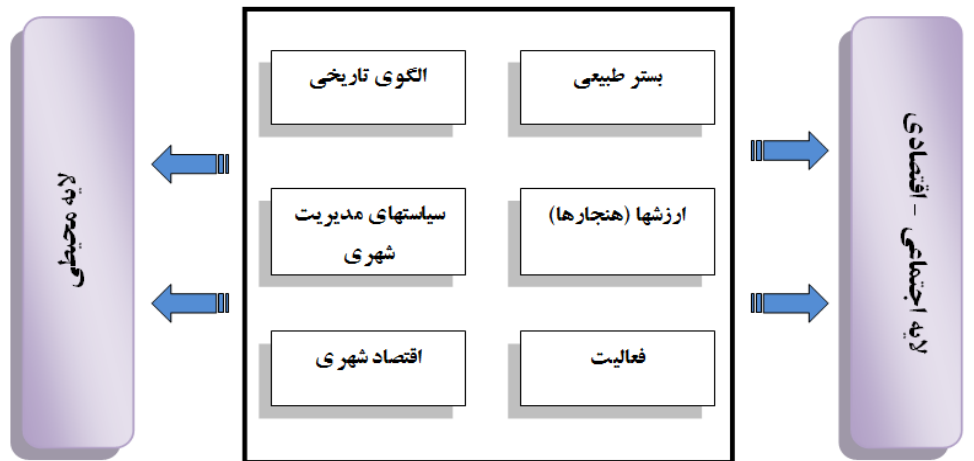 لایه اجتماعی - اقتصادی
بستر طبیعی
الگوی تاریخی
ارزشها (هنجارها)
سیاستهای مدیریت
شهری
فعالیت
اقتصاد شهری
لایه محیطی